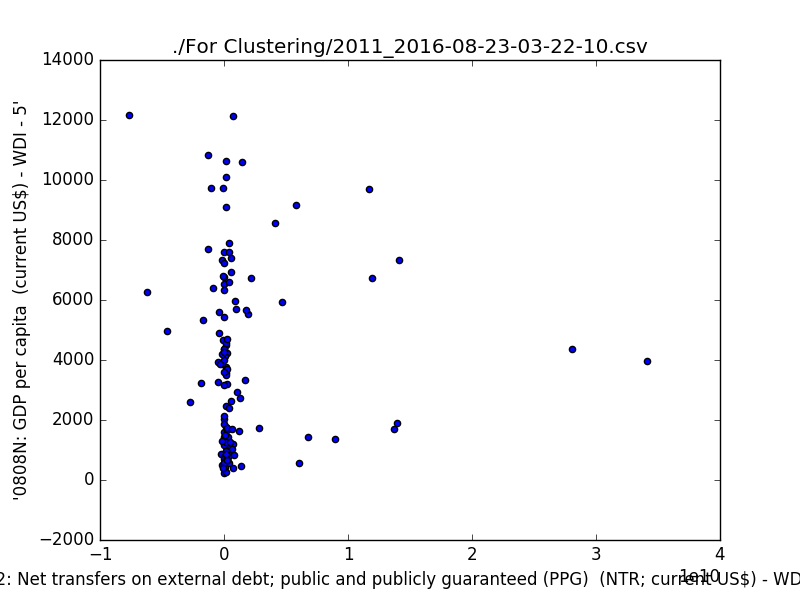 ./For Clustering/2011_2016-08-23-03-22-10.csv
14000
12000
10000
8000
6000
4000
2000
0
−2000
'0808N: GDP per capita  (current US$) - WDI - 5'
−1 0 1 2 3 4
1e10
2: Net transfers on external debt; public and publicly guaranteed (PPG)  (NTR; current US$) - WD